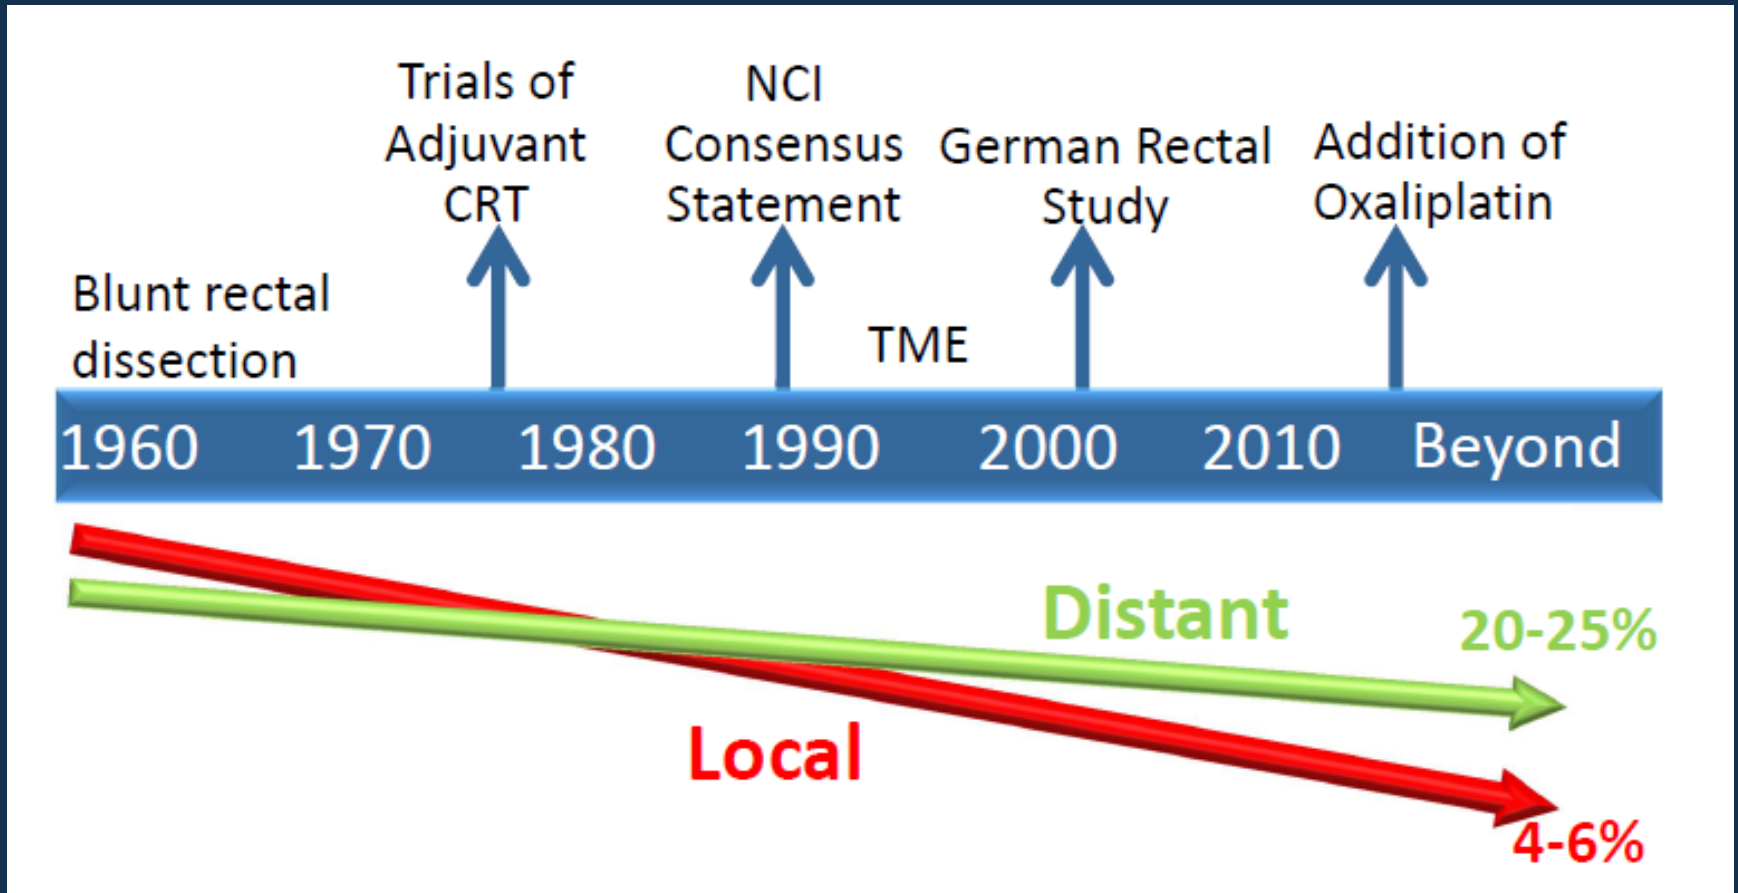 Trials of
Adjuvant
CRT
NCI
Consensus
Statement
German Rectal
Study
Addition of
Oxaliplatin
Blunt rectal
dissection
TME
1960 1970 1980 1990 2000 2010 Beyond
Distant
20-25%
Local
4-6%